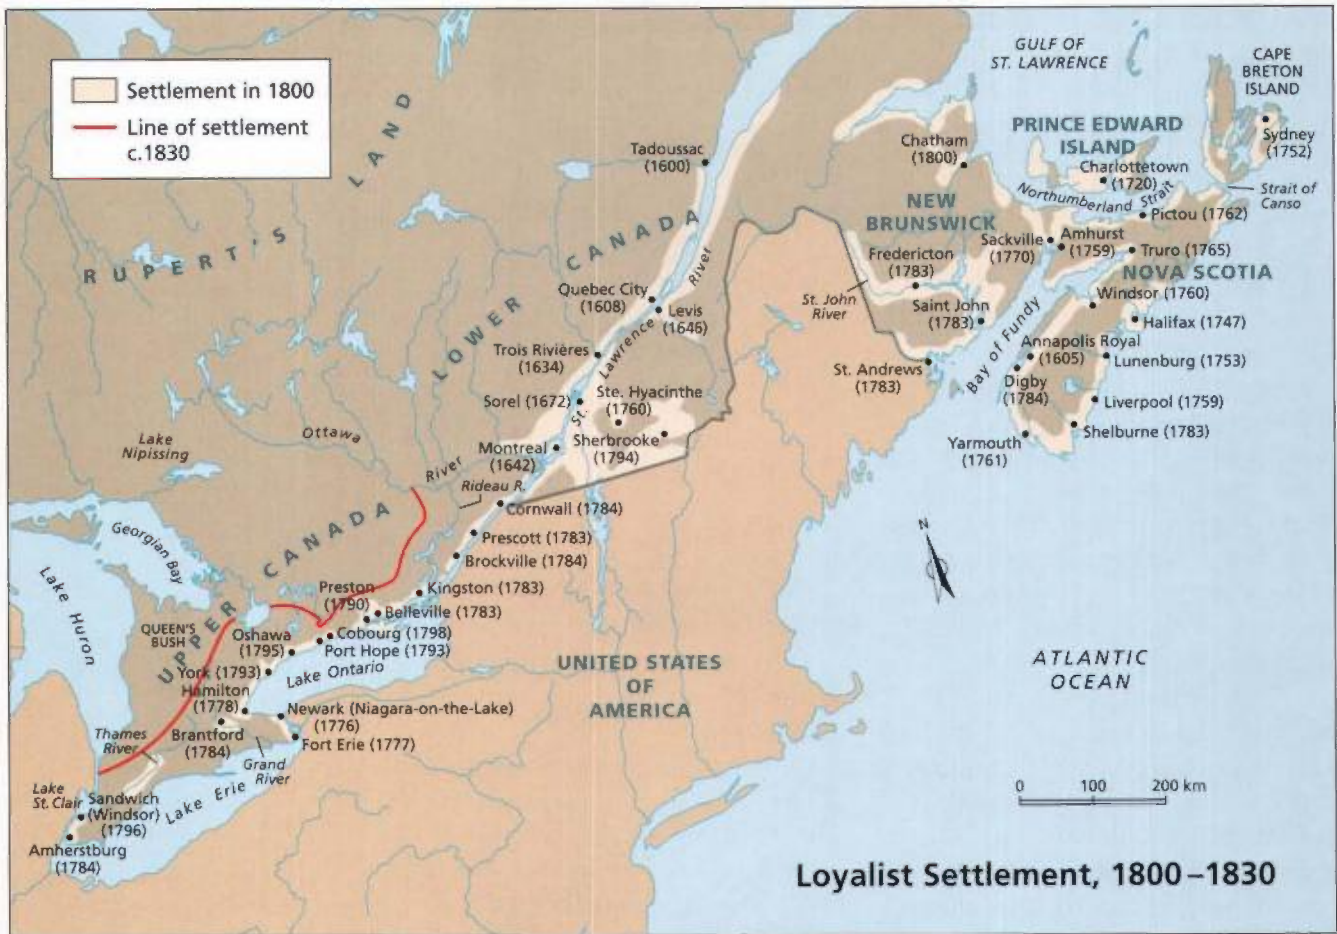 Settlement in 1800
Line of settlement
c.1830
GULF OF
ST. LAWRENCE
CAPE
BRETON
ISLAND
Sydney
(1752)
PRINCE EDWARD
ISLAND
Charlottetown
(1720)
Northumberland Strait
Strait of
Canso
Pictou (1762)
Chatham
(1800)
Tadoussac
(1600)
RUPERT'S LAND
LOWER CANADA
NEW
BRUNSWICK
Sackville
(1770)
Amhurst
(1759)
Truro (1765)
NOVA SCOTIA
Fredericton
(1783)
St. John
River
Saint John
(1783)
Windsor (1760)
Halifax (1747)
Quebec City
(1608)
Levis
(1646)
St. Lawrence River
Trois Rivières
(1634)
St. Andrews
(1783)
Bay of Fundy
Annapolis Royal
(1605)
Lunenburg (1753)
Digby
(1784)
Liverpool (1759)
Shelburne (1783)
Yarmouth
(1761)
Sorel (1672)
Ste. Hyacinthe
(1760)
Sherbrooke
(1794)
Montreal
(1642)
Lake
Nipissing
Ottawa River
Rideau R.
Cornwall (1784)
Prescott (1783)
Brockville (1784)
Kingston (1783)
UPPER CANADA
Georgian Bay
Lake Huron
Preston
(1790)
Belleville (1783)
QUEEN'S
BUSH
Oshawa
(1795)
Cobourg (1798)
Port Hope (1793)
York (1793)
Lake Ontario
Hamilton
(1778)
Newark (Niagara-on-the-Lake)
(1776)
Fort Erie (1777)
Brantford
(1784)
Thames
River
Grand
River
Lake Erie
Lake
St. Clair
Sandwich
(Windsor)
(1796)
Amherstburg
(1784)
UNITED STATES
OF
AMERICA
N
ATLANTIC
OCEAN
0 100 200 km
Loyalist Settlement, 1800–1830